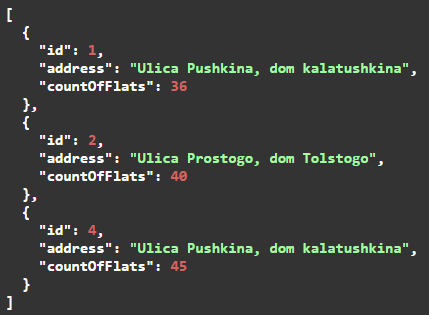 [
  {
    "id": 1,
    "address": "Ulica Pushkina, dom kalatushkina",
    "countOfFlats": 36
  },
  {
    "id": 2,
    "address": "Ulica Prostogo, dom Tolstogo",
    "countOfFlats": 40
  },
  {
    "id": 4,
    "address": "Ulica Pushkina, dom kalatushkina",
    "countOfFlats": 45
  }
]